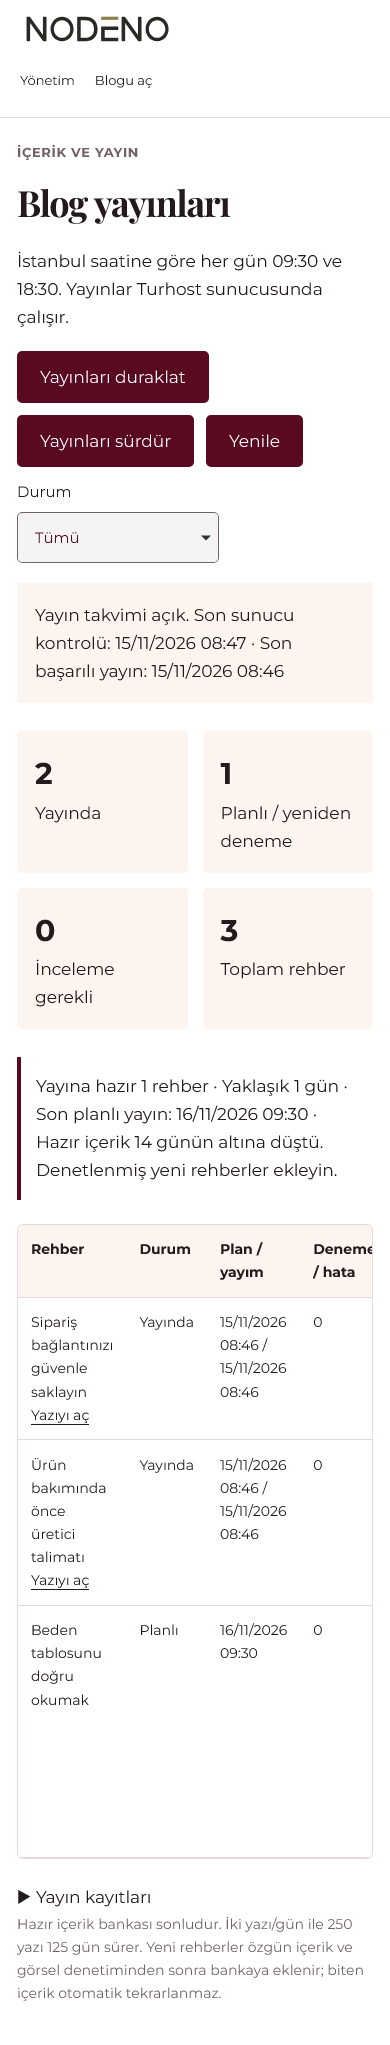 NODENO
Yönetim Blogu aç
İÇERİK VE YAYIN
Blog yayınları
İstanbul saatine göre her gün 09:30 ve
18:30. Yayınlar Turhost sunucusunda
çalışır.
Yayınları duraklat
Yayınları sürdür Yenile
Durum
Tümü
Yayın takvimi açık. Son sunucu
kontrolü: 15/11/2026 08:47 · Son
başarılı yayın: 15/11/2026 08:46
2
Yayında
1
Planlı / yeniden
deneme
0
İnceleme
gerekli
3
Toplam rehber
Yayına hazır 1 rehber · Yaklaşık 1 gün ·
Son planlı yayın: 16/11/2026 09:30 ·
Hazır içerik 14 günün altına düştü.
Denetlenmiş yeni rehberler ekleyin.
Rehber
Durum
Plan /
yayım
Deneme
/ hata
Sipariş
bağlantınızı
güvenle
saklayın
Yazıyı aç
Yayında
15/11/2026
08:46 /
15/11/2026
08:46
0
Ürün
bakımında
önce
üretici
talimatı
Yazıyı aç
Yayında
15/11/2026
08:46 /
15/11/2026
08:46
0
Beden
tablosunu
doğru
okumak
Planlı
16/11/2026
09:30
0
▶ Yayın kayıtları
Hazır içerik bankası sonludur. İki yazı/gün ile 250
yazı 125 gün sürer. Yeni rehberler özgün içerik ve
görsel denetiminden sonra bankaya eklenir; biten
içerik otomatik tekrarlanmaz.